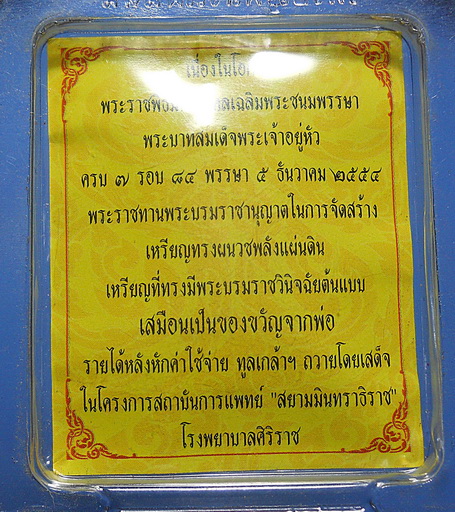 เนื่องในโอ
พระราชพิธี เฉลิมพระชนมพรรษา
พระบาทสมเด็จพระเจ้าอยู่หัว
ครบ ๗ รอบ ๘๔ พรรษา ๕ ธันวาคม ๒๕๕๔
พระราชทานพระบรมราชานุญาตในการจัดสร้าง
เหรียญทรงผนวชพลังแผ่นดิน
เหรียญที่ทรงมีพระบรมราชวินิจฉัยต้นแบบ
เสมือนเป็นของขวัญจากพ่อ
รายได้หลังหักค่าใช้จ่าย ทูลเกล้าฯ ถวายโดยเสด็จ
ในโครงการสถาบันการแพทย์ "สยามมินทราธิราช"
โรงพยาบาลศิริราช